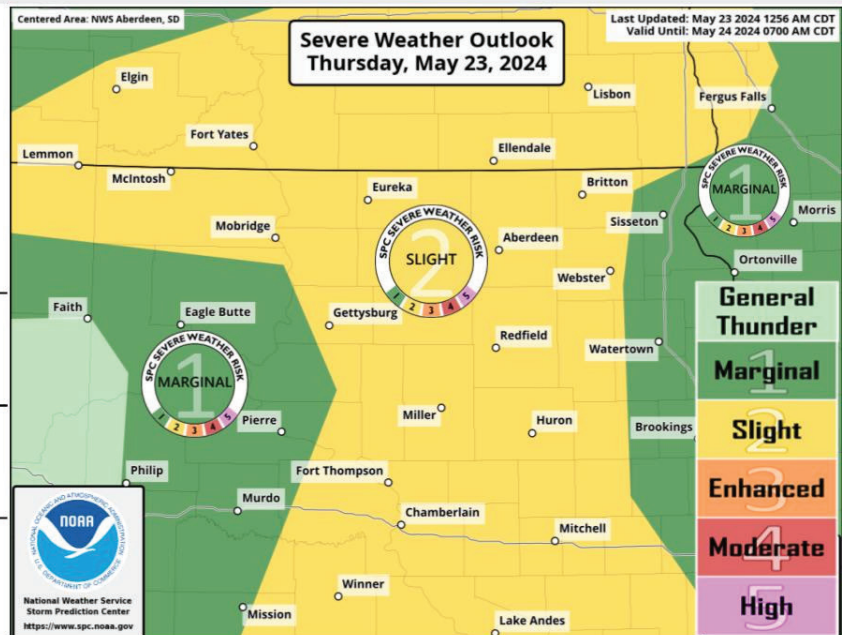 Centered Area: NWS Aberdeen, SD
Severe Weather Outlook
Thursday, May 23, 2024
Last Updated: May 23 2024 1256 AM CDT
Valid Until: May 24 2024 0700 AM CDT
Elgin
Lisbon
Fergus Falls
Fort Yates
Lemmon
Ellendale
McIntosh
Eureka
Britton
SPC SEVERE WEATHER RISK
1
MARGINAL
1 2 3 4 5
Morris
Sisseton
Mobridge
SPC SEVERE WEATHER RISK
2
SLIGHT
1 2 3 4 5
Aberdeen
Ortonville
Webster
Faith
Eagle Butte
Gettysburg
Redfield
Watertown
SPC SEVERE WEATHER RISK
1
MARGINAL
1 2 3 4 5
Pierre
Miller
Huron
Brookings
Philip
Fort Thompson
Murdo
Chamberlain
Mitchell
Winner
Mission
Lake Andes
General
Thunder
1
Marginal
2
Slight
3
Enhanced
4
Moderate
5
High
NATIONAL OCEANIC AND ATMOSPHERIC ADMINISTRATION
NOAA
U.S. DEPARTMENT OF COMMERCE
National Weather Service
Storm Prediction Center
https://www.spc.noaa.gov